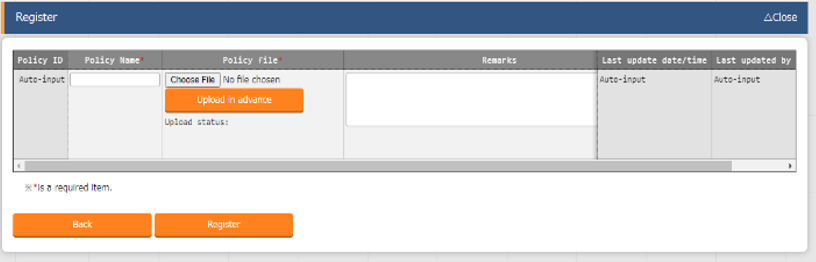 Register
△Close
Policy ID Policy Name* Policy file* Remarks Last update date/time Last updated by
Auto-input Choose File No file chosen Auto-input Auto-input
Upload in advance
Upload status:
※*is a required item.
Back Register